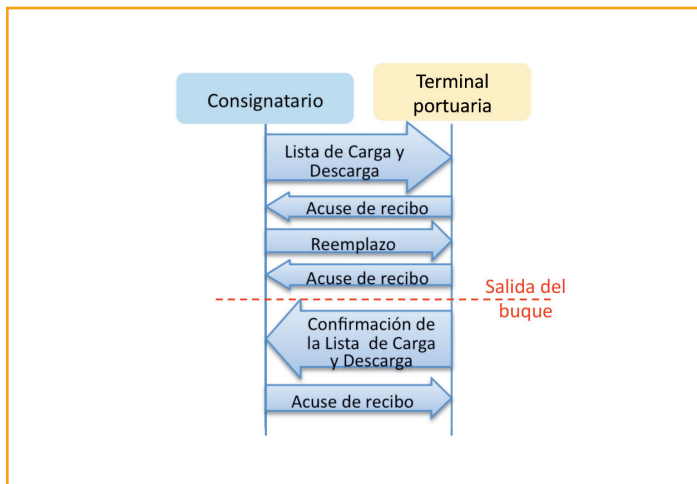 Consignatario
Terminal
portuaria
Lista de Carga y
Descarga
Acuse de recibo
Reemplazo
Acuse de recibo
Salida del
buque
Confirmación de
la Lista de Carga
y Descarga
Acuse de recibo